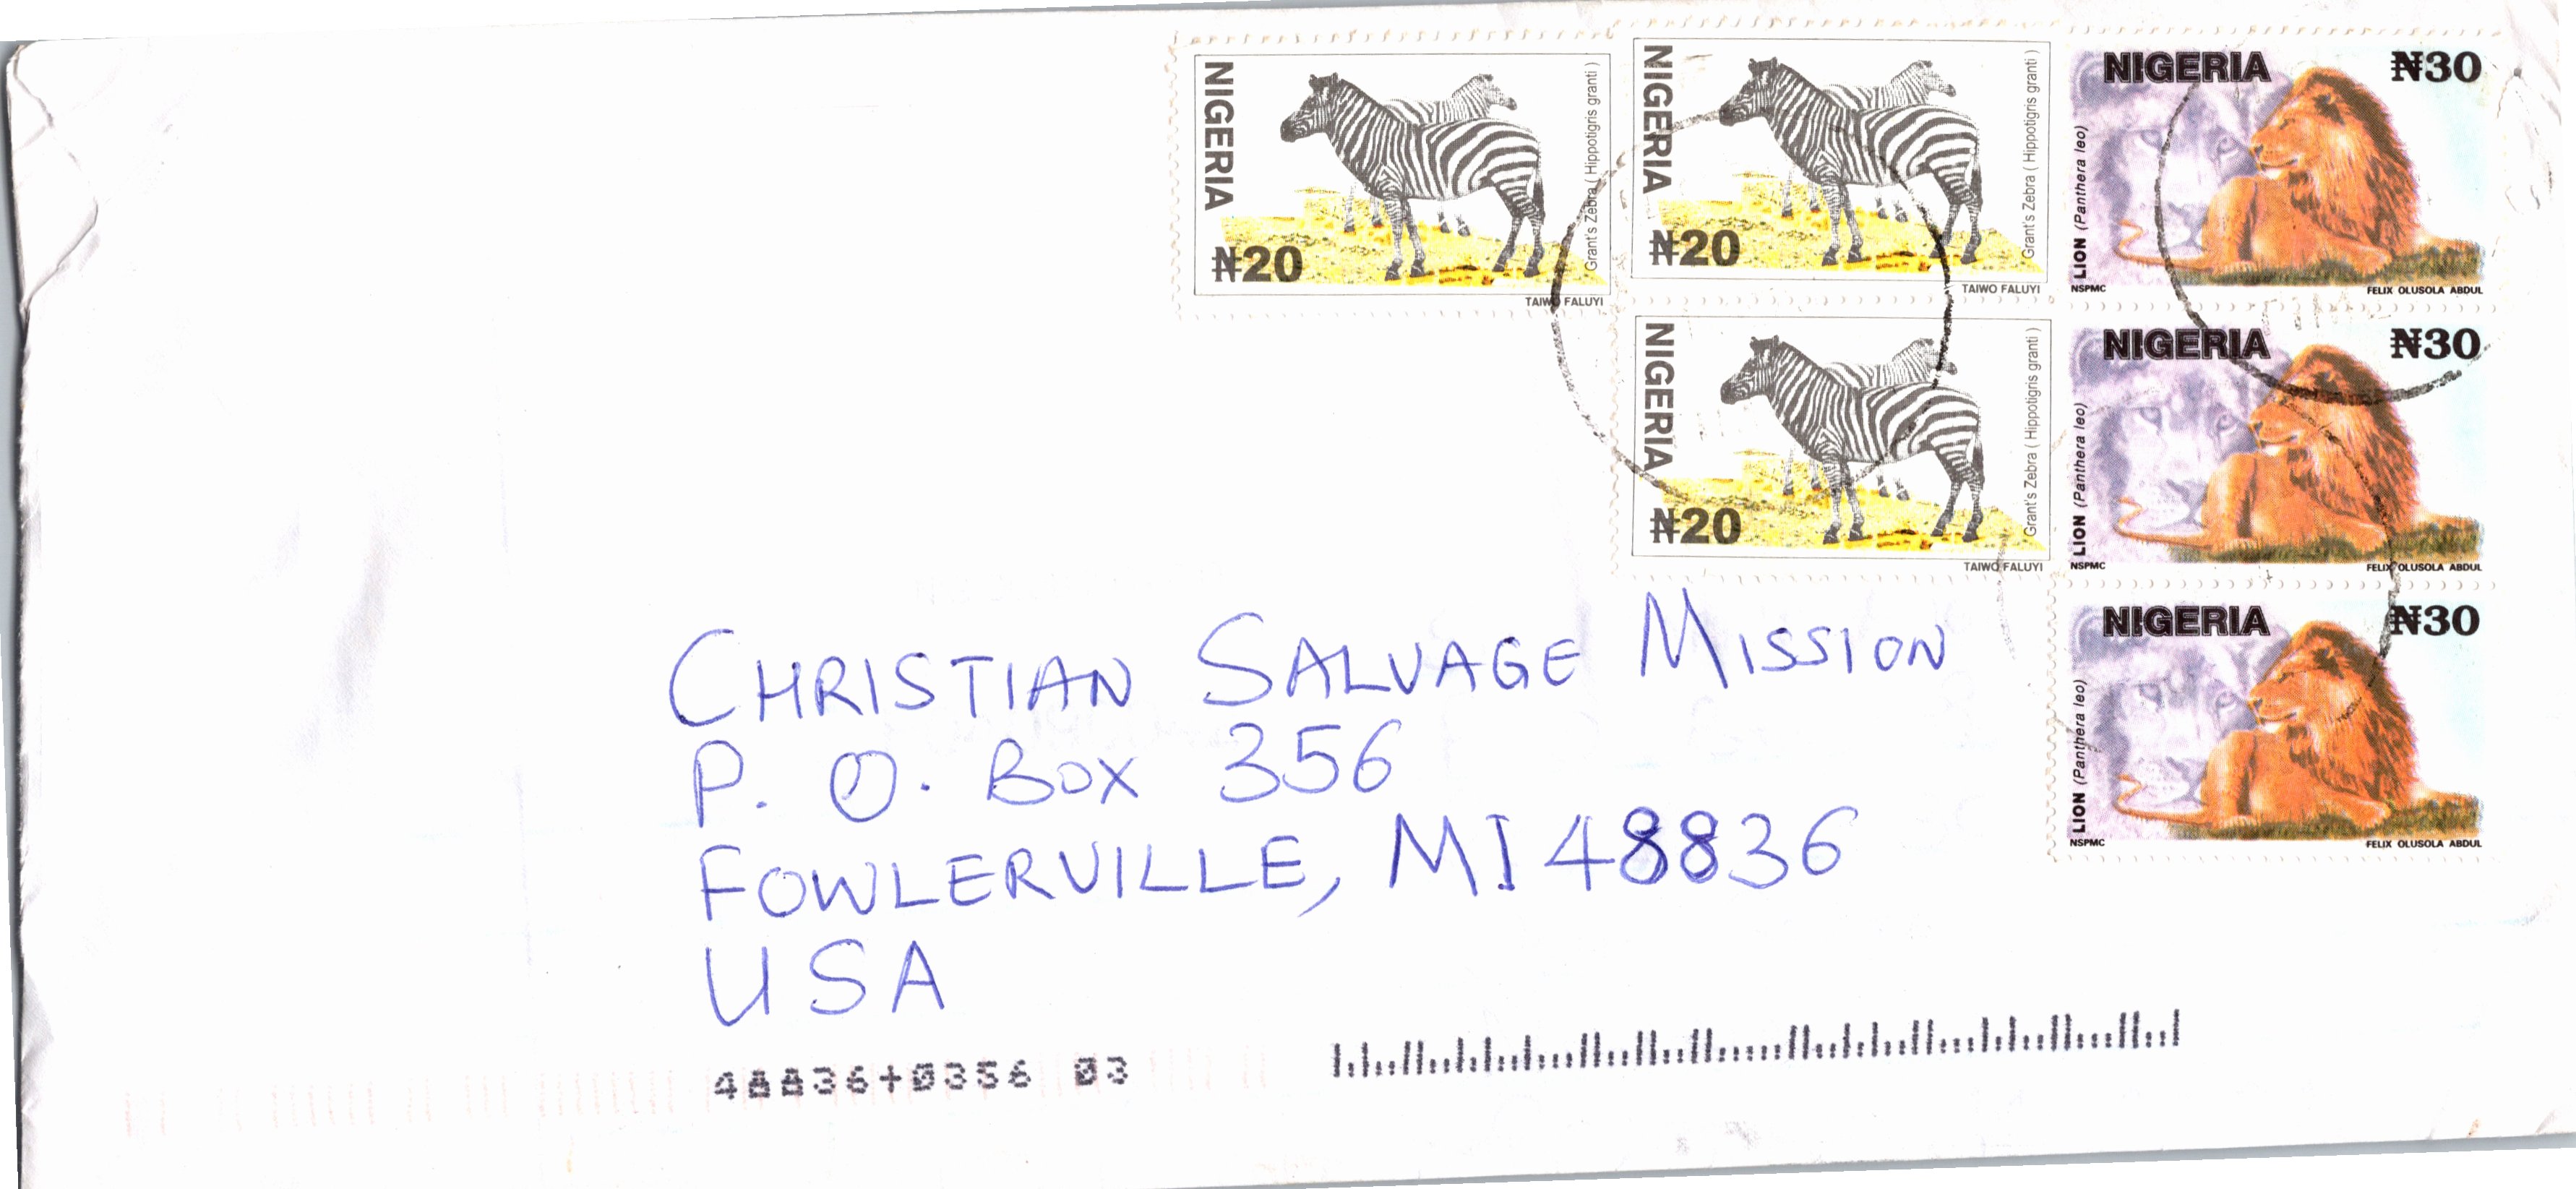 NIGERIA
₦20
Grant's Zebra ( Hippotigris granti )
TAIWO FALUYI
NIGERIA
₦20
Grant's Zebra ( Hippotigris granti )
TAIWO FALUYI
NIGERIA ₦30
LION (Panthera leo)
NSPMC FELIX OLUSOLA ABDUL
NIGERIA
₦20
Grant's Zebra ( Hippotigris granti )
TAIWO FALUYI
NIGERIA ₦30
LION (Panthera leo)
NSPMC FELIX OLUSOLA ABDUL
NIGERIA ₦30
LION (Panthera leo)
NSPMC FELIX OLUSOLA ABDUL
CHRISTIAN SALVAGE MISSION
P. O. BOX 356
FOWLERVILLE, MI 48836
USA
48836+0356 03